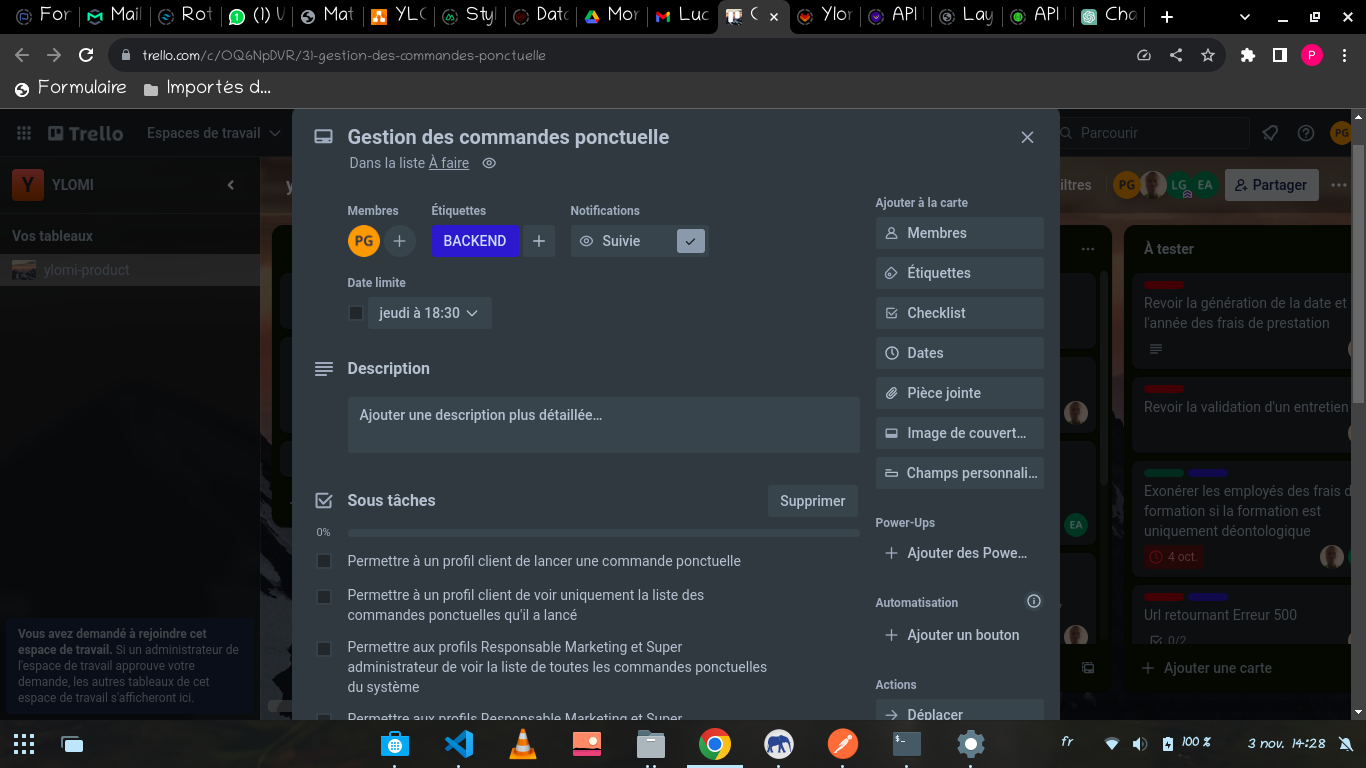 For
Mail
Rot
(1)
Mat
YLO
Styl
Data
Mor
Luc
Ylor
API
Lay
API
Cha
trello.com/c/OQ6NpDVR/31-gestion-des-commandes-ponctuelle
P
Formulaire
Importés d...
Trello
Espaces de travail
Parcourir
PG
Y
YLOMI
Vos tableaux
ylomi-product
Vous avez demandé à rejoindre cet
espace de travail. Si un administrateur de
l'espace de travail approuve votre
demande, les autres tableaux de cet
espace de travail s'afficheront ici.
Gestion des commandes ponctuelle
Dans la liste À faire
Membres
Étiquettes
Notifications
PG
BACKEND
Suivie
Date limite
jeudi à 18:30
Description
Ajouter une description plus détaillée…
Sous tâches
Supprimer
0%
Permettre à un profil client de lancer une commande ponctuelle
Permettre à un profil client de voir uniquement la liste des
commandes ponctuelles qu'il a lancé
Permettre aux profils Responsable Marketing et Super
administrateur de voir la liste de toutes les commandes ponctuelles
du système
Permettre aux profils Responsable Marketing et Super
Ajouter à la carte
Membres
Étiquettes
Checklist
Dates
Pièce jointe
Image de couvert…
Champs personnali…
Power-Ups
Ajouter des Powe…
Automatisation
Ajouter un bouton
Actions
Déplacer
iltres
PG
LG
EA
Partager
EA
À tester
Revoir la génération de la date et
l'année des frais de prestation
Revoir la validation d'un entretien
Exonérer les employés des frais d
formation si la formation est
uniquement déontologique
4 oct.
Url retournant Erreur 500
0/2
Ajouter une carte
fr
100 %
3 nov. 14:28